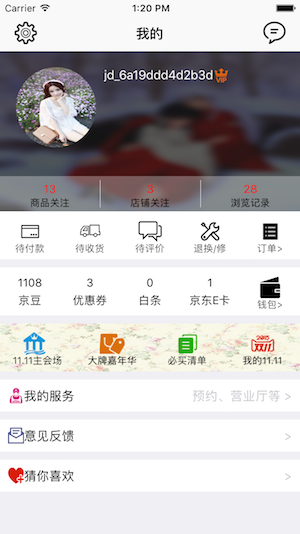 Carrier 1:20 PM
我的
jd_6a19ddd4d2b3d
13 3 28
商品关注 店铺关注 浏览记录
待付款 待收货 待评价 退换/修 订单>
1108 3 0 1
京豆 优惠券 白条 京东E卡 钱包>
11.11主会场 大牌嘉年华 必买清单 我的11.11
我的服务 预约、营业厅等 >
意见反馈 >
猜你喜欢 >